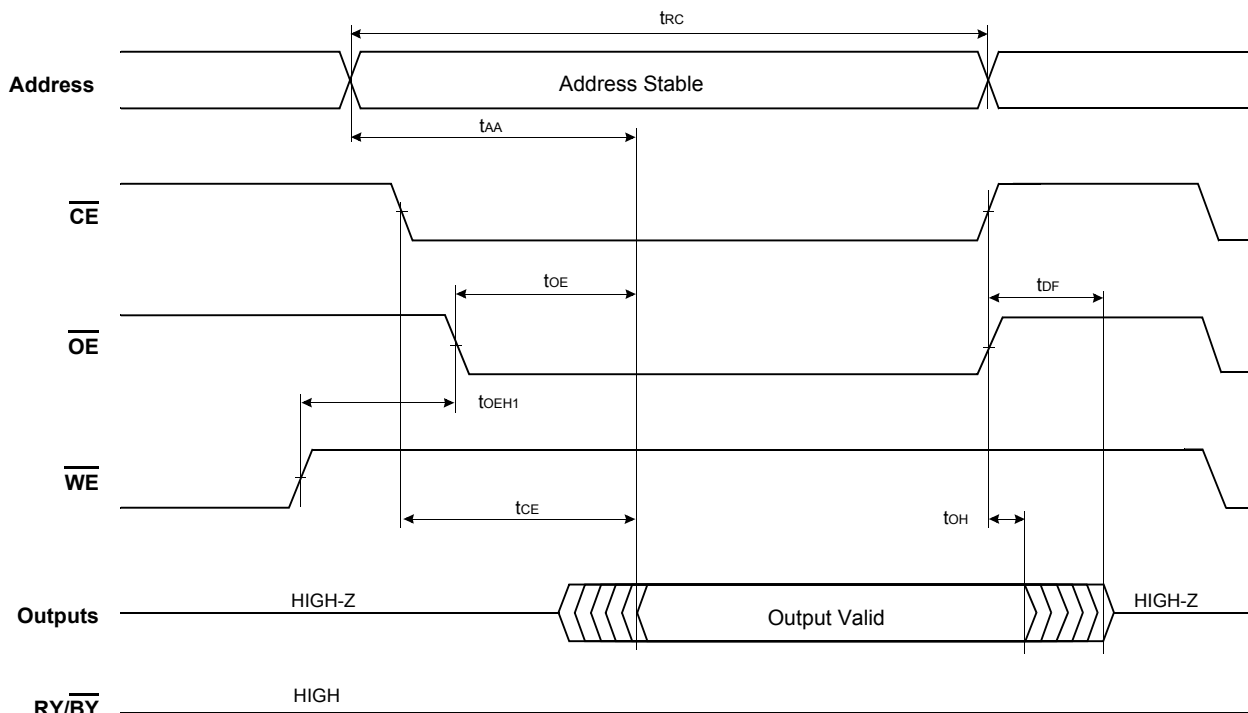 tRC
Address
Address Stable
tAA
CE
tOE
tDF
OE
tOEH1
WE
tCE
tOH
Outputs
HIGH-Z
Output Valid
HIGH-Z
RY/BY
HIGH